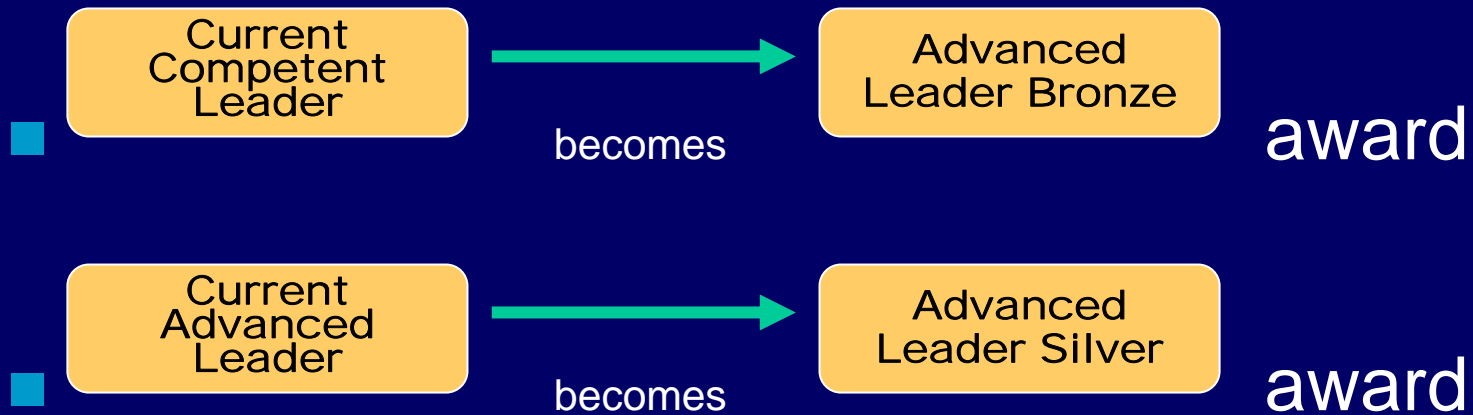 Current
Competent
Leader
becomes
Advanced
Leader Bronze
award
Current
Advanced
Leader
becomes
Advanced
Leader Silver
award